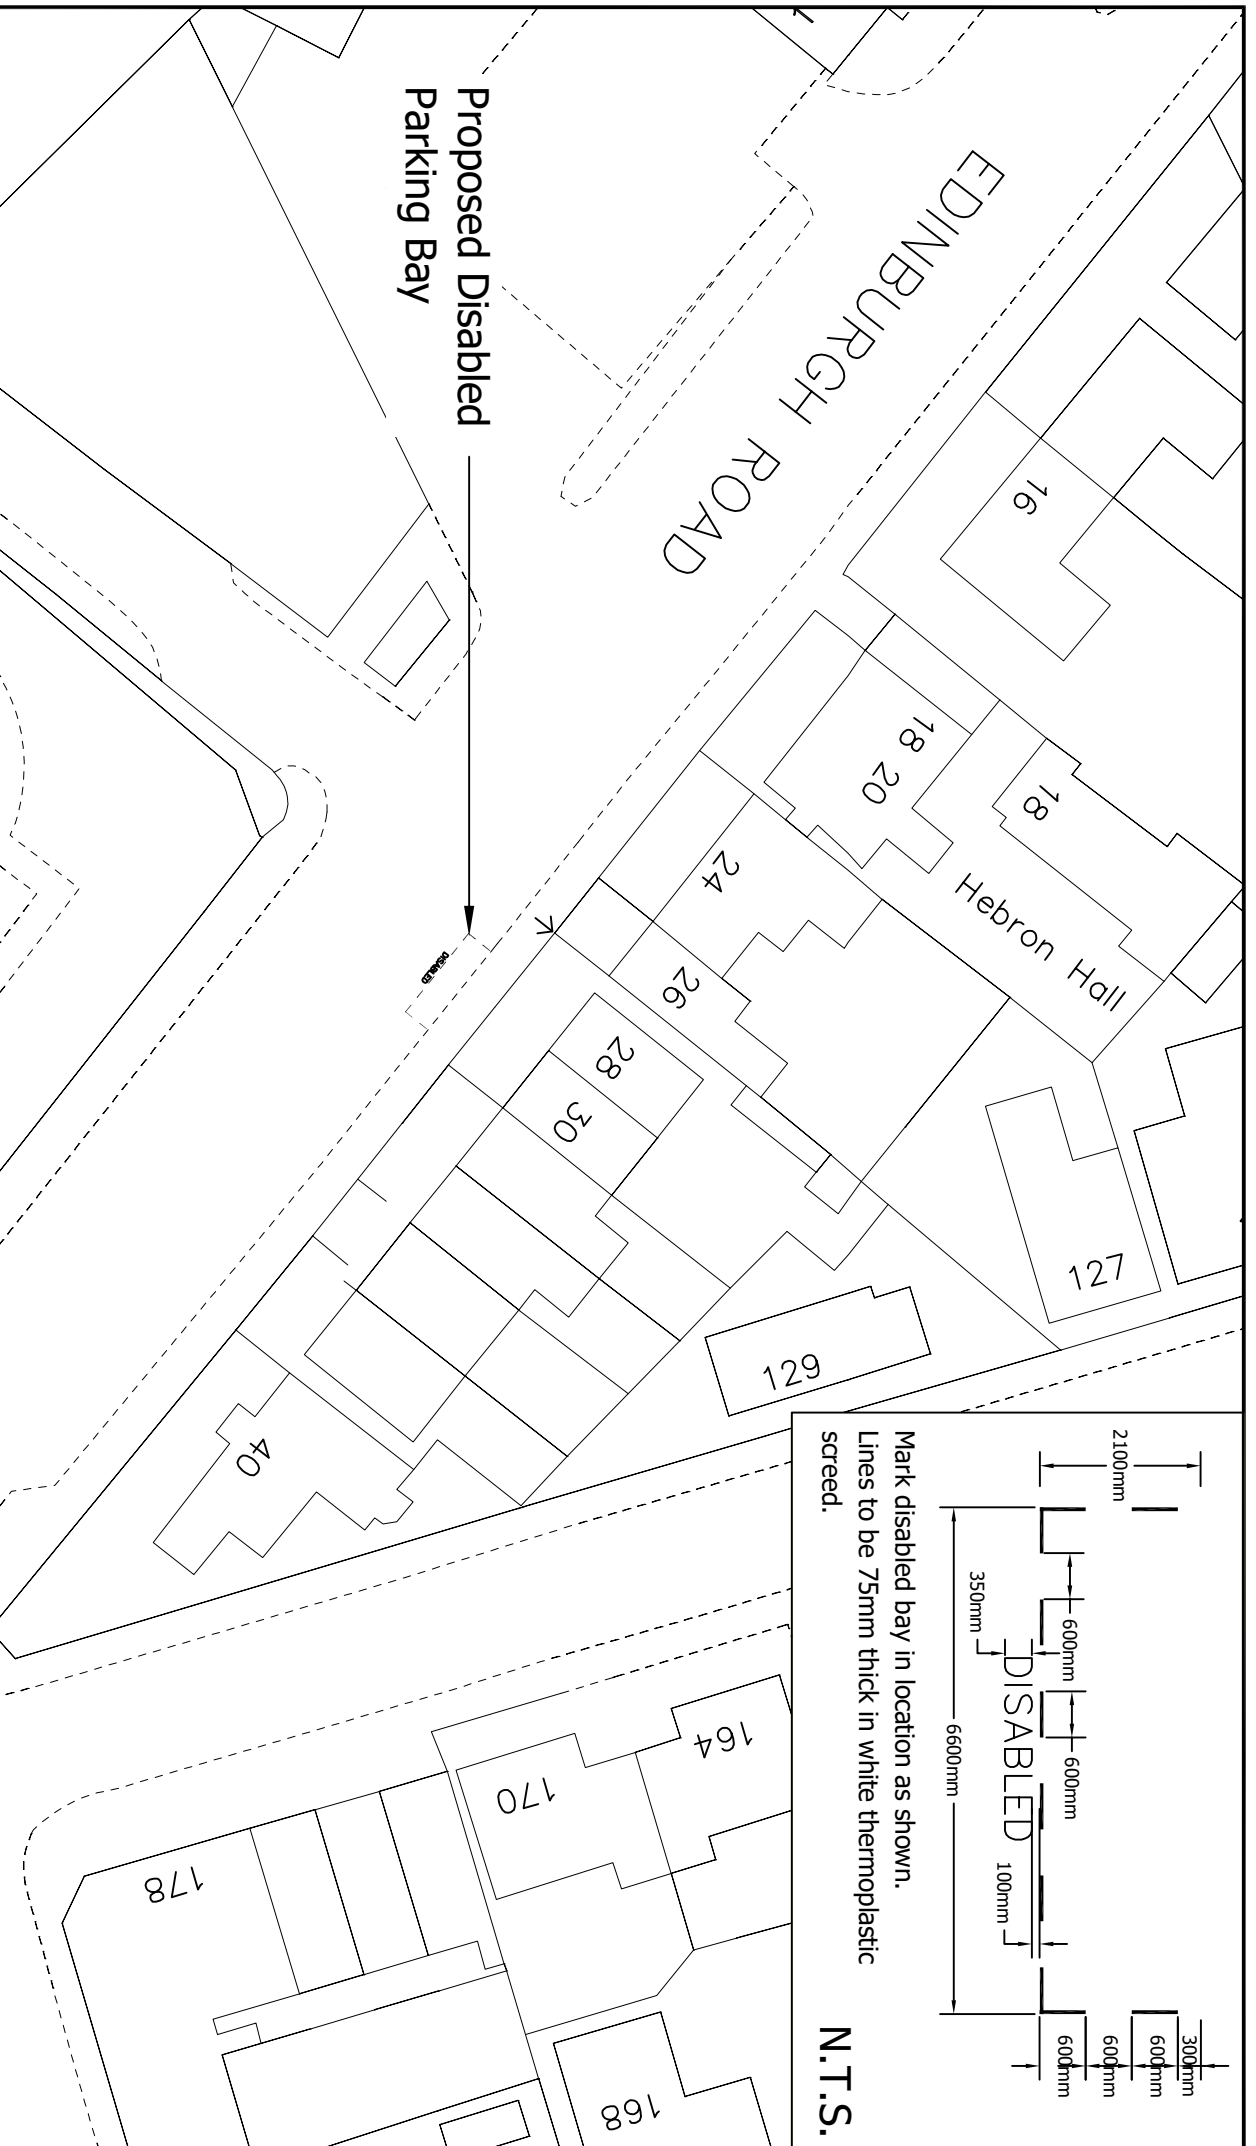 EDINBURGH ROAD
Proposed Disabled
Parking Bay
DISABLED
16
18
20
18
Hebron Hall
24
26
28
30
40
127
129
164
170
178
168
2100mm
600mm
600mm
350mm
DISABLED
100mm
6600mm
300mm
600mm
600mm
600mm
Mark disabled bay in location as shown.
Lines to be 75mm thick in white thermoplastic
screed.
N.T.S.